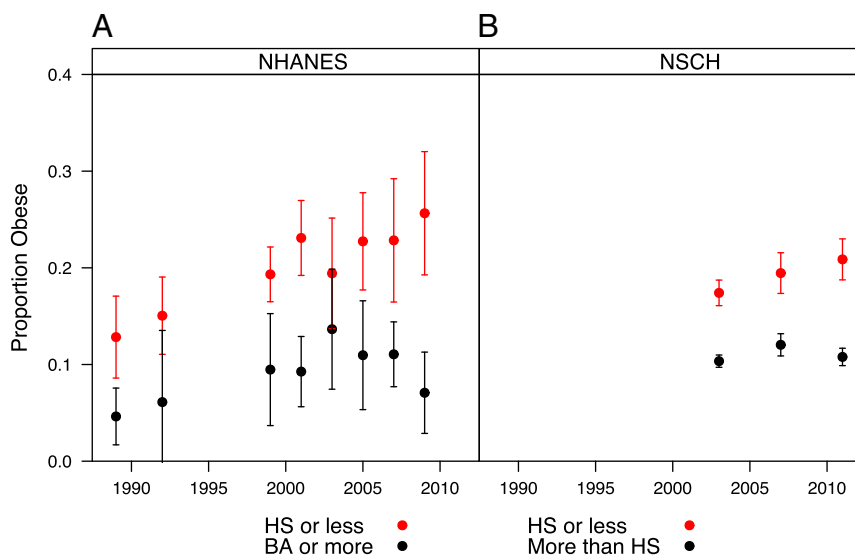 A B
NHANES NSCH
0.4
0.3
0.2
0.1
0.0
Proportion Obese
1990 1995 2000 2005 2010 1990 1995 2000 2005 2010
HS or less HS or less
BA or more More than HS